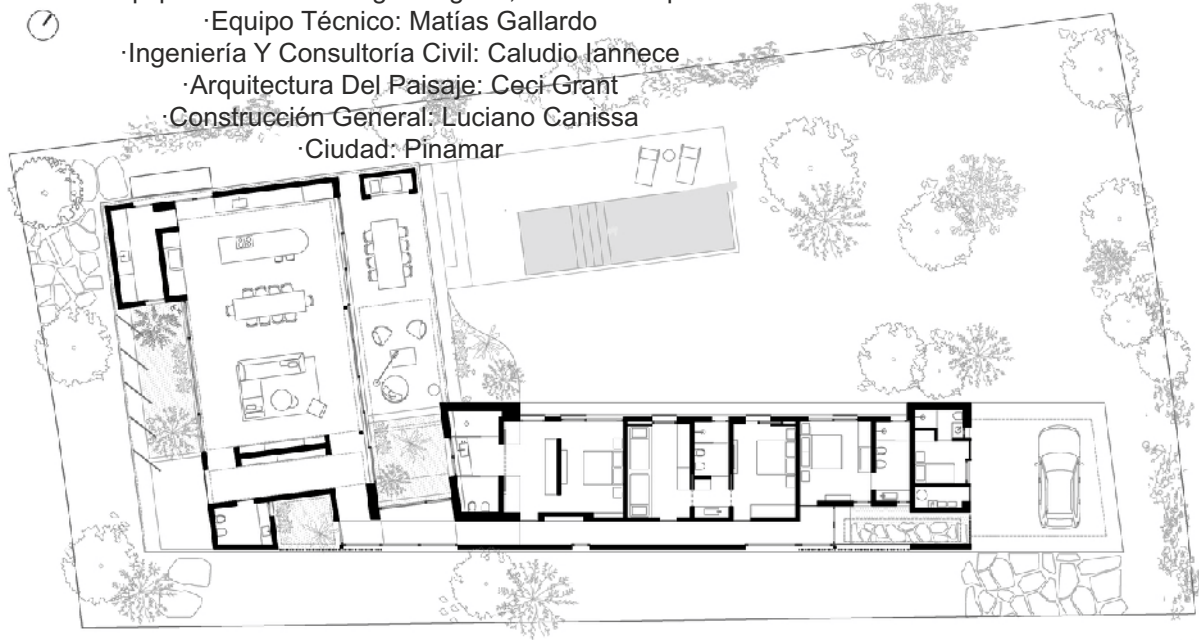 ·Equipo Técnico: Matías Gallardo
·Ingeniería Y Consultoría Civil: Caludio Iannece
·Arquitectura Del Paisaje: Ceci Grant
·Construcción General: Luciano Canissa
·Ciudad: Pinamar